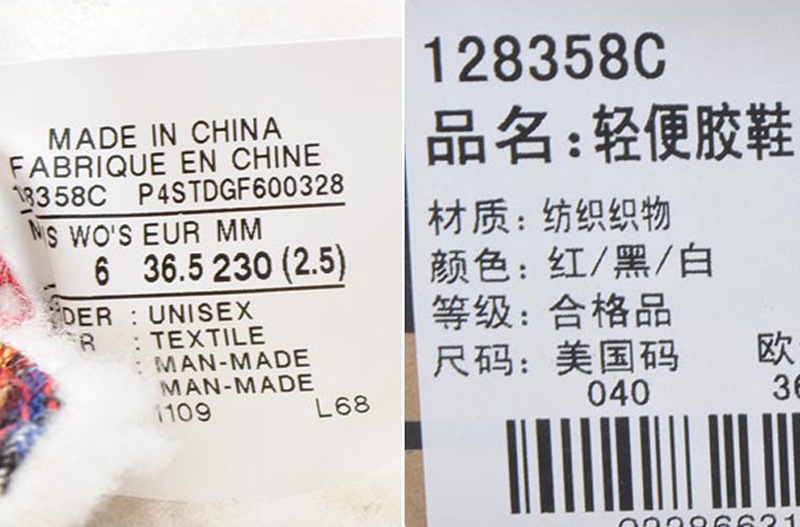 MADE IN CHINA
FABRIQUE EN CHINE
8358C P4STDGF600328
WO'S EUR MM
6 36.5 230 (2.5)
DER : UNISEX
R : TEXTILE
: MAN-MADE
MAN-MADE
1109 L68
128358C
品名:轻便胶鞋
材质: 纺织织物
颜色: 红/黑/白
等级: 合格品
尺码: 美国码 欧
040 36